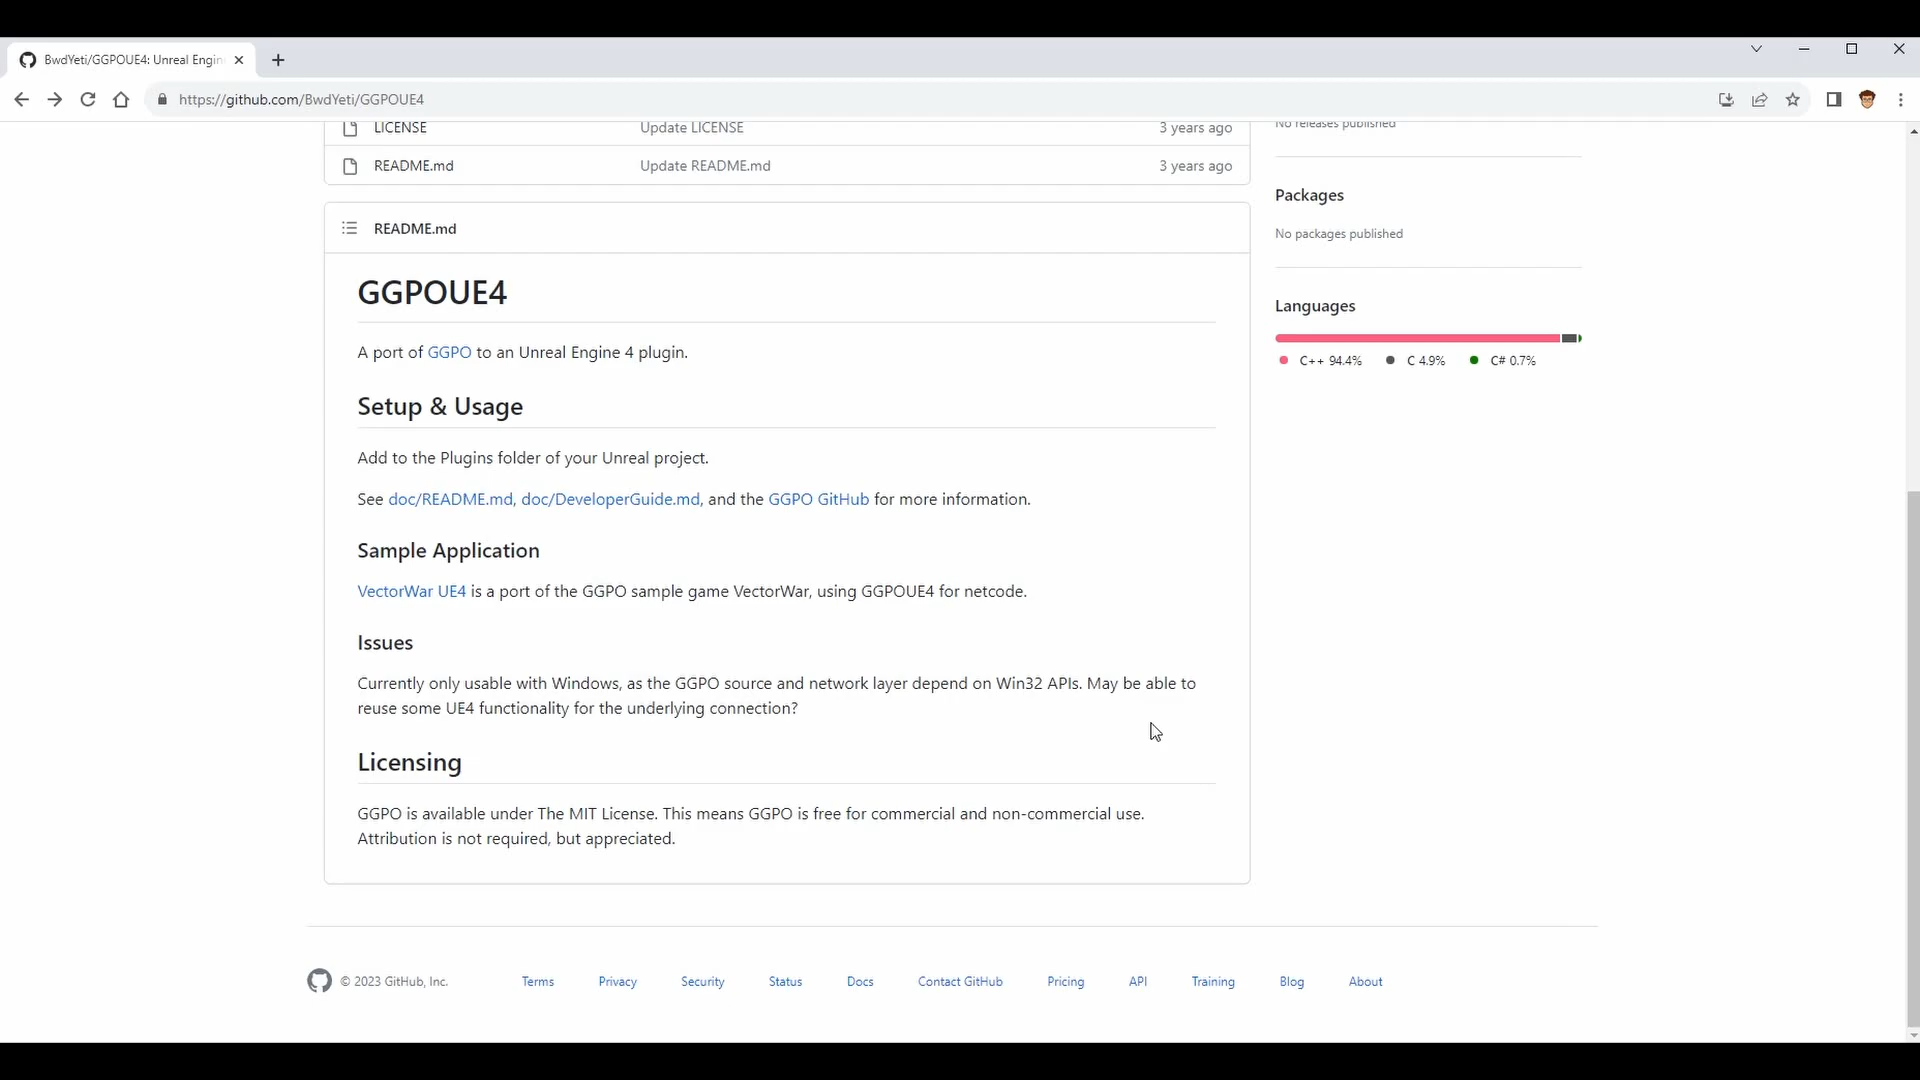 BwdYeti/GGPOUE4: Unreal Engin
https://github.com/BwdYeti/GGPOUE4
LICENSE Update LICENSE 3 years ago
README.md Update README.md 3 years ago
README.md
GGPOUE4
A port of GGPO to an Unreal Engine 4 plugin.
Setup & Usage
Add to the Plugins folder of your Unreal project.
See doc/README.md, doc/DeveloperGuide.md, and the GGPO GitHub for more information.
Sample Application
VectorWar UE4 is a port of the GGPO sample game VectorWar, using GGPOUE4 for netcode.
Issues
Currently only usable with Windows, as the GGPO source and network layer depend on Win32 APIs. May be able to
reuse some UE4 functionality for the underlying connection?
Licensing
GGPO is available under The MIT License. This means GGPO is free for commercial and non-commercial use.
Attribution is not required, but appreciated.
No releases published
Packages
No packages published
Languages
C++ 94.4% C 4.9% C# 0.7%
© 2023 GitHub, Inc. Terms Privacy Security Status Docs Contact GitHub Pricing API Training Blog About